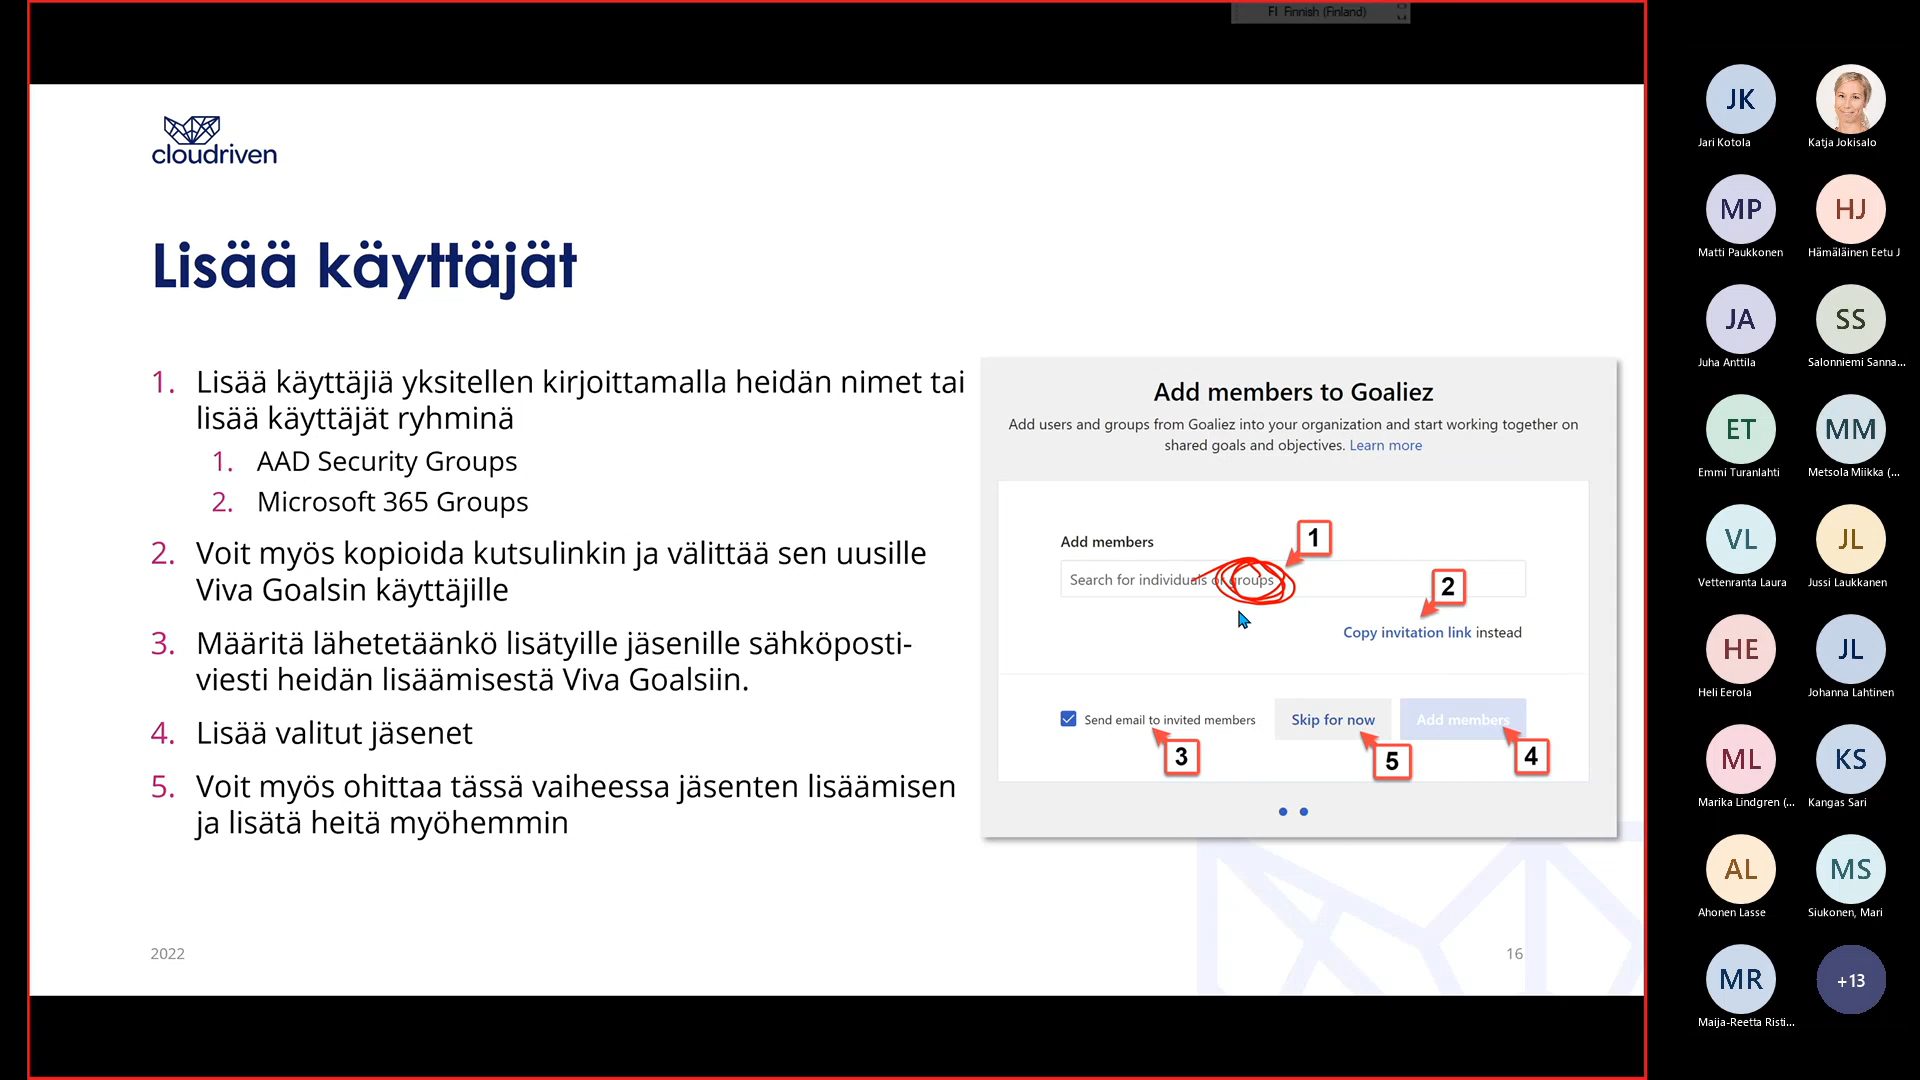 FI Finnish (Finland)
cloudriven
Lisää käyttäjät
1. Lisää käyttäjiä yksitellen kirjoittamalla heidän nimet tai
lisää käyttäjät ryhminä
1. AAD Security Groups
2. Microsoft 365 Groups
2. Voit myös kopioida kutsulinkin ja välittää sen uusille
Viva Goalsin käyttäjille
3. Määritä lähetetäänkö lisätyille jäsenille sähköposti-
viesti heidän lisäämisestä Viva Goalsiin.
4. Lisää valitut jäsenet
5. Voit myös ohittaa tässä vaiheessa jäsenten lisäämisen
ja lisätä heitä myöhemmin
2022
16
Add members to Goaliez
Add users and groups from Goaliez into your organization and start working together on
shared goals and objectives. Learn more
Add members
1
Search for individuals or groups
2
Copy invitation link instead
Send email to invited members
Skip for now
Add members
3
5
4
JK
Jari Kotola
Katja Jokisalo
MP
Matti Paukkonen
HJ
Hämäläinen Eetu J
JA
Juha Anttila
SS
Salonniemi Sanna...
ET
Emmi Turanlahti
MM
Metsola Miikka (...
VL
Vettenranta Laura
JL
Jussi Laukkanen
HE
Heli Eerola
JL
Johanna Lahtinen
ML
Marika Lindgren (...
KS
Kangas Sari
AL
Ahonen Lasse
MS
Siukonen, Mari
MR
Maija-Reetta Risti...
+13